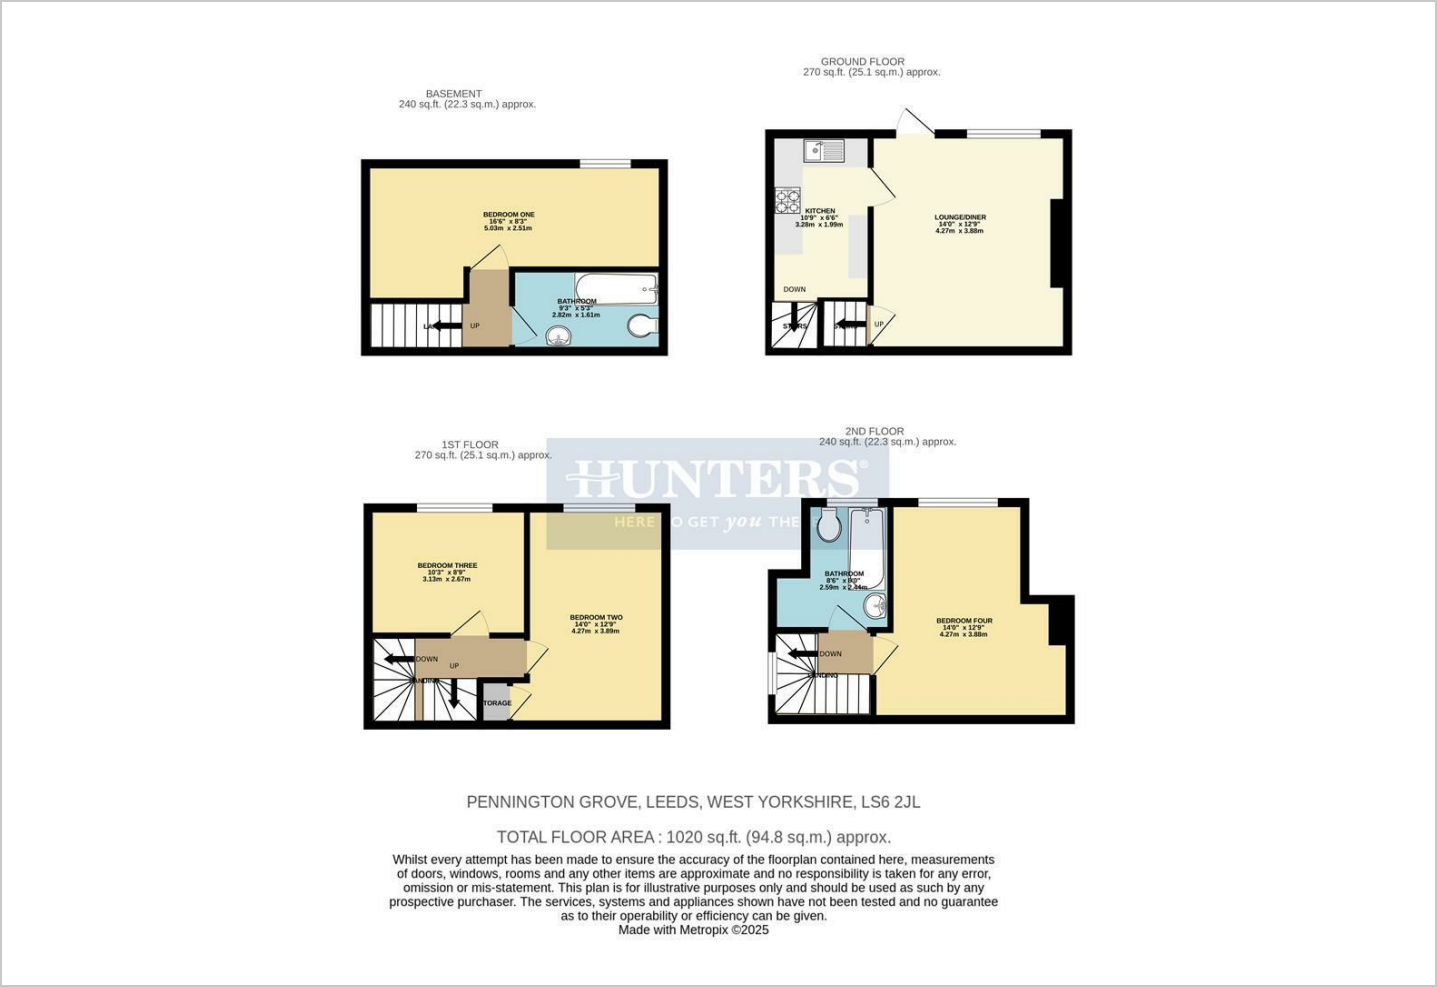 BASEMENT
240 sq.ft. (22.3 sq.m.) approx.
GROUND FLOOR
270 sq.ft. (25.1 sq.m.) approx.
BEDROOM ONE
16'6" x 8'3"
5.03m x 2.51m
BATHROOM
9'3" x 5'3"
2.82m x 1.61m
UP
KITCHEN
10'9" x 6'6"
3.28m x 1.99m
LOUNGE/DINER
14'0" x 12'9"
4.27m x 3.88m
DOWN
UP
1ST FLOOR
270 sq.ft. (25.1 sq.m.) approx.
2ND FLOOR
240 sq.ft. (22.3 sq.m.) approx.
HUNTERS®
HERE TO GET you THE
BEDROOM THREE
10'3" x 8'9"
3.13m x 2.67m
BEDROOM TWO
14'0" x 12'9"
4.27m x 3.89m
DOWN
UP
LANDING
TORAGE
BATHROOM
8'6" x 8'0"
2.59m x 2.44m
BEDROOM FOUR
14'0" x 12'9"
4.27m x 3.88m
DOWN
LANDING
PENNINGTON GROVE, LEEDS, WEST YORKSHIRE, LS6 2JL
TOTAL FLOOR AREA : 1020 sq.ft. (94.8 sq.m.) approx.
Whilst every attempt has been made to ensure the accuracy of the floorplan contained here, measurements
of doors, windows, rooms and any other items are approximate and no responsibility is taken for any error,
omission or mis-statement. This plan is for illustrative purposes only and should be used as such by any
prospective purchaser. The services, systems and appliances shown have not been tested and no guarantee
as to their operability or efficiency can be given.
Made with Metropix ©2025